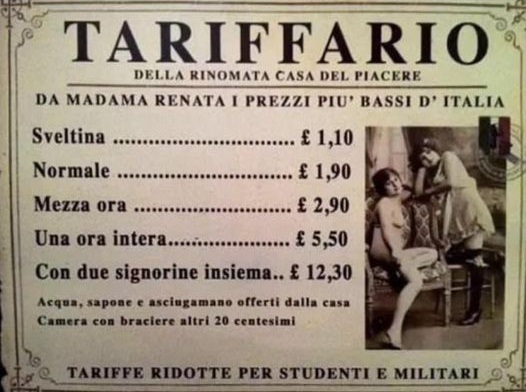 TARIFFARIO
DELLA RINOMATA CASA DEL PIACERE
DA MADAMA RENATA I PREZZI PIU' BASSI D' ITALIA
Sveltina ................................ £ 1,10
Normale ............................... £ 1,90
Mezza ora ............................ £ 2,90
Una ora intera...................... £ 5,50
Con due signorine insiema.. £ 12,30
Acqua, sapone e asciugamano offerti dalla casa
Camera con braciere altri 20 centesimi
TARIFFE RIDOTTE PER STUDENTI E MILITARI